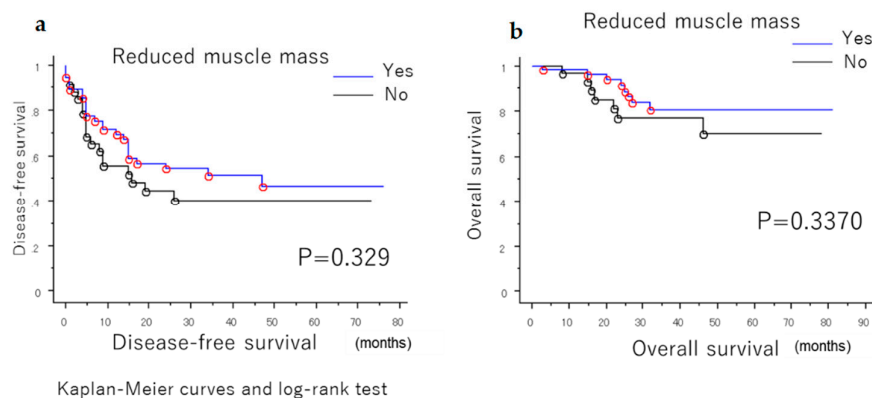 a
Reduced muscle mass
Yes
No
Disease-free survival
1
.8
.6
.4
.2
0
P=0.329
0 10 20 30 40 50 60 70 80
Disease-free survival (months)
Kaplan-Meier curves and log-rank test
b
Reduced muscle mass
Yes
No
Overall survival
1
.8
.6
.4
.2
0
P=0.3370
0 10 20 30 40 50 60 70 80 90
Overall survival (months)